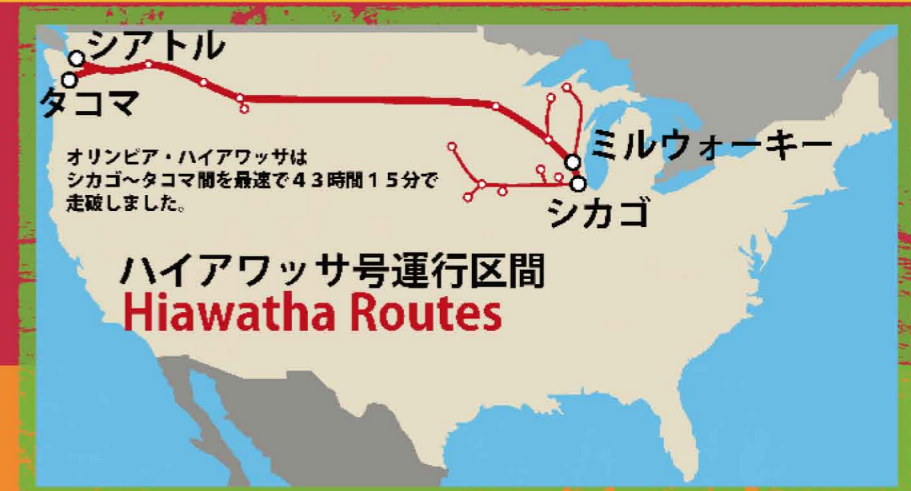 シアトル
タコマ
オリンピア・ハイアワッサは
シカゴ～タコマ間を最速で４３時間１５分で
走破しました。
ミルウォーキー
シカゴ
ハイアワッサ号運行区間
Hiawatha Routes